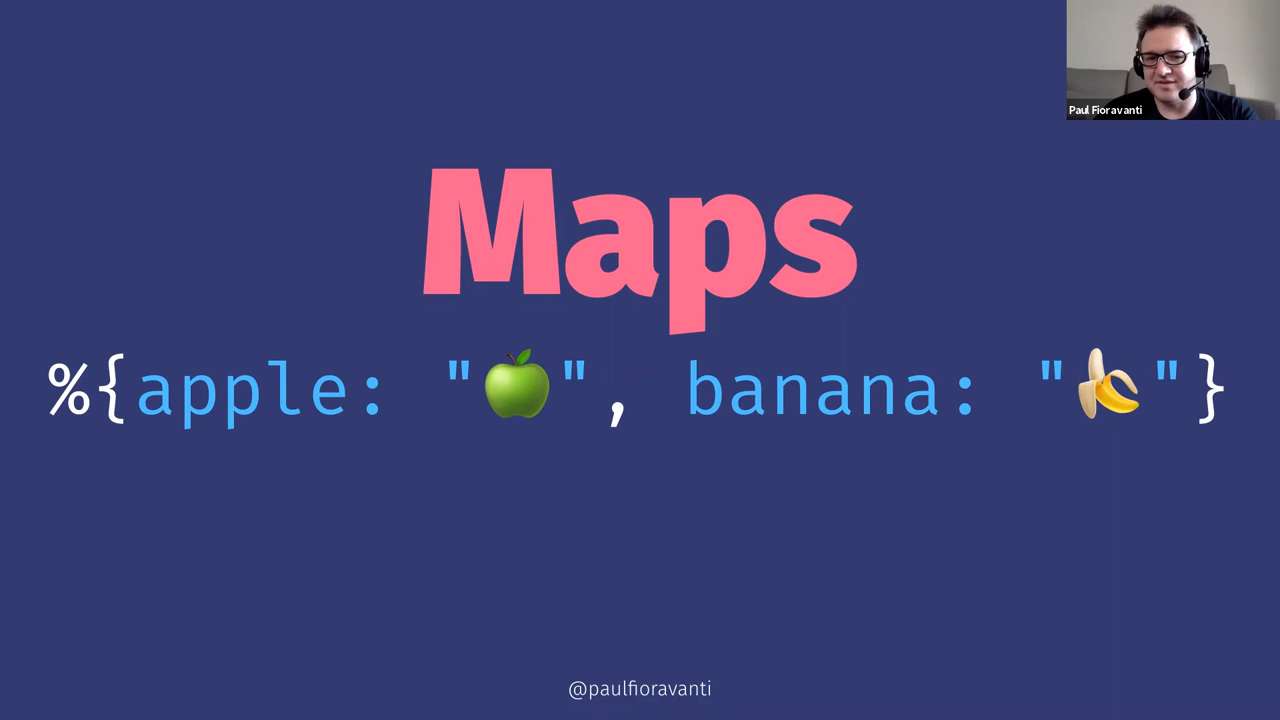 Paul Fioravanti
Maps
%{apple: "🍏", banana: "🍌"}
@paulfioravanti